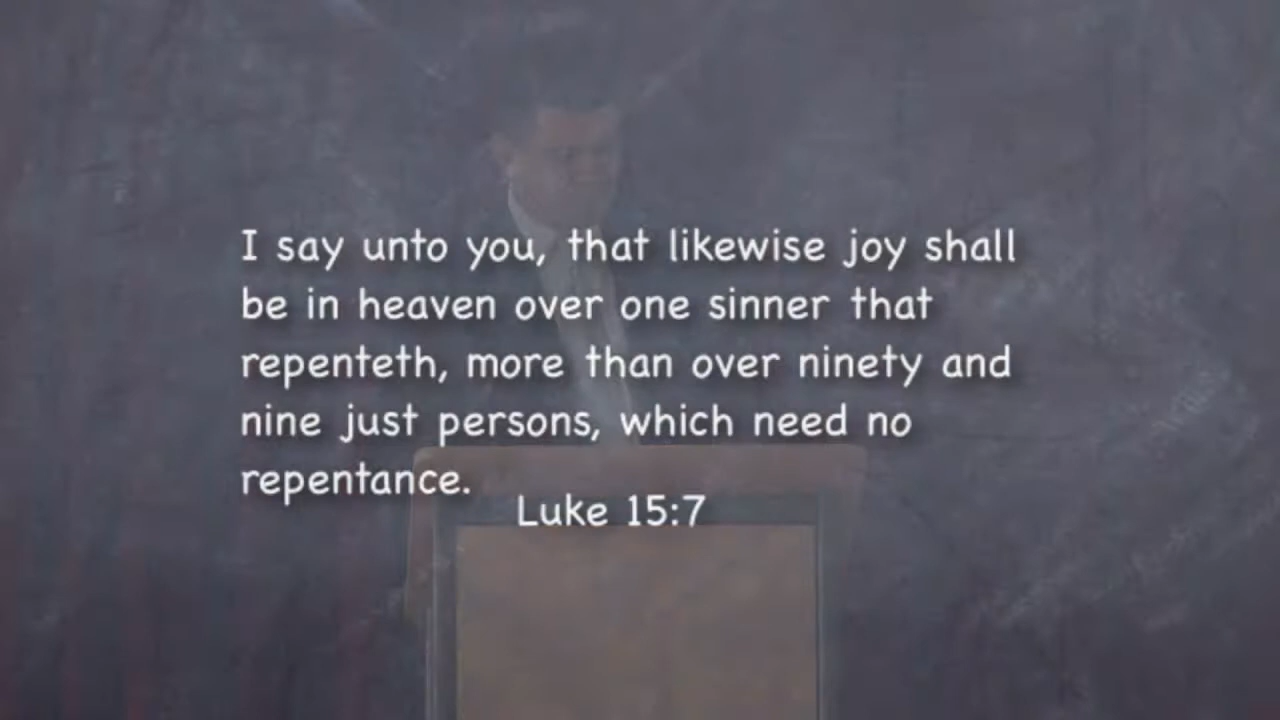 I say unto you, that likewise joy shall
be in heaven over one sinner that
repenteth, more than over ninety and
nine just persons, which need no
repentance.
Luke 15:7